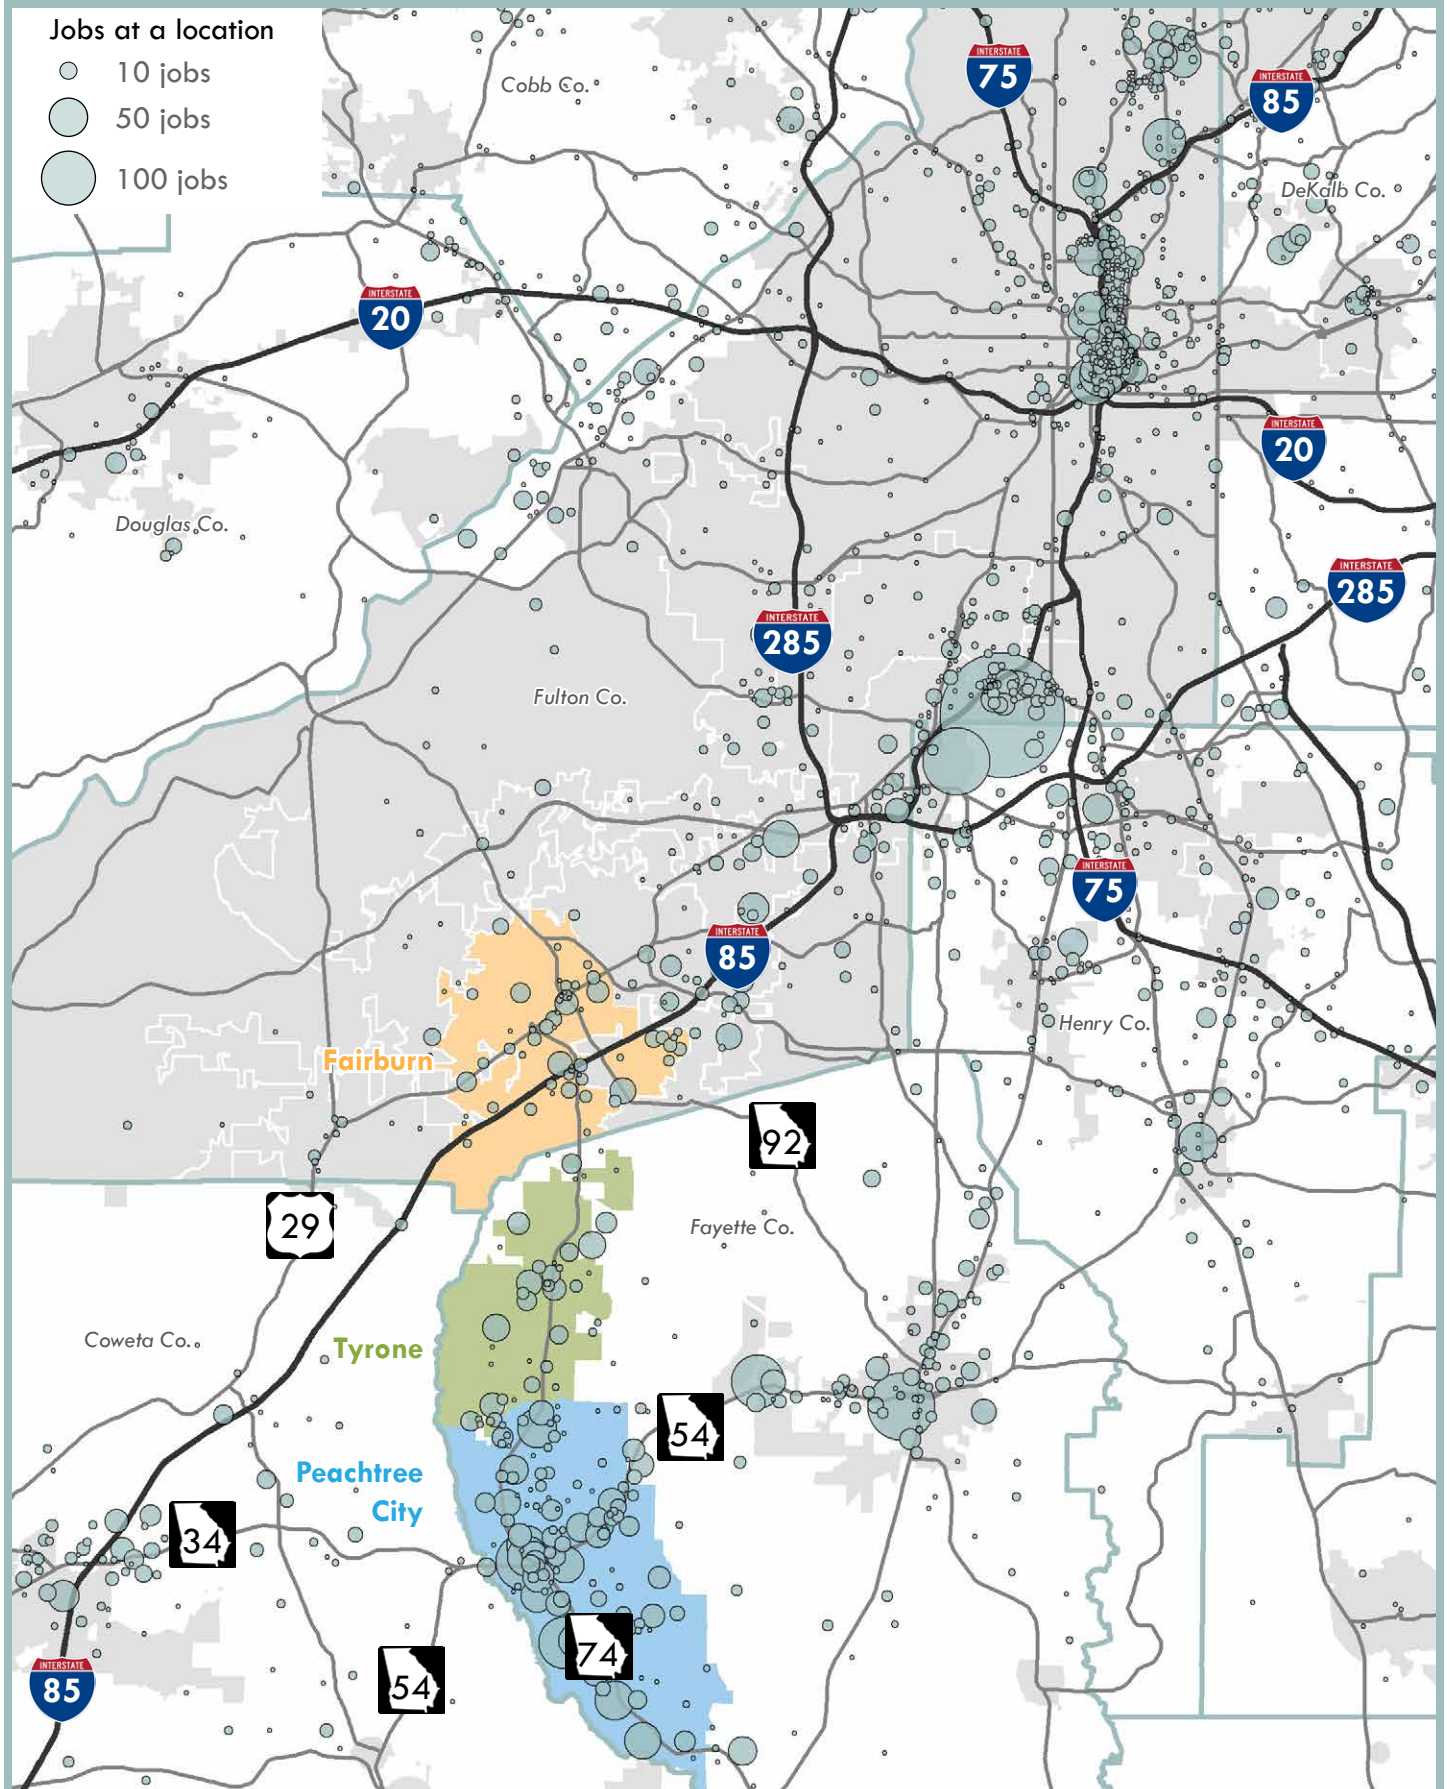 Jobs at a location
10 jobs
50 jobs
100 jobs
Cobb Co.
INTERSTATE
75
INTERSTATE
85
DeKalb Co.
INTERSTATE
20
INTERSTATE
20
Douglas Co.
INTERSTATE
285
INTERSTATE
285
Fulton Co.
INTERSTATE
75
INTERSTATE
85
Henry Co.
Fairburn
92
29
Fayette Co.
Coweta Co.
Tyrone
54
Peachtree
City
34
74
54
INTERSTATE
85